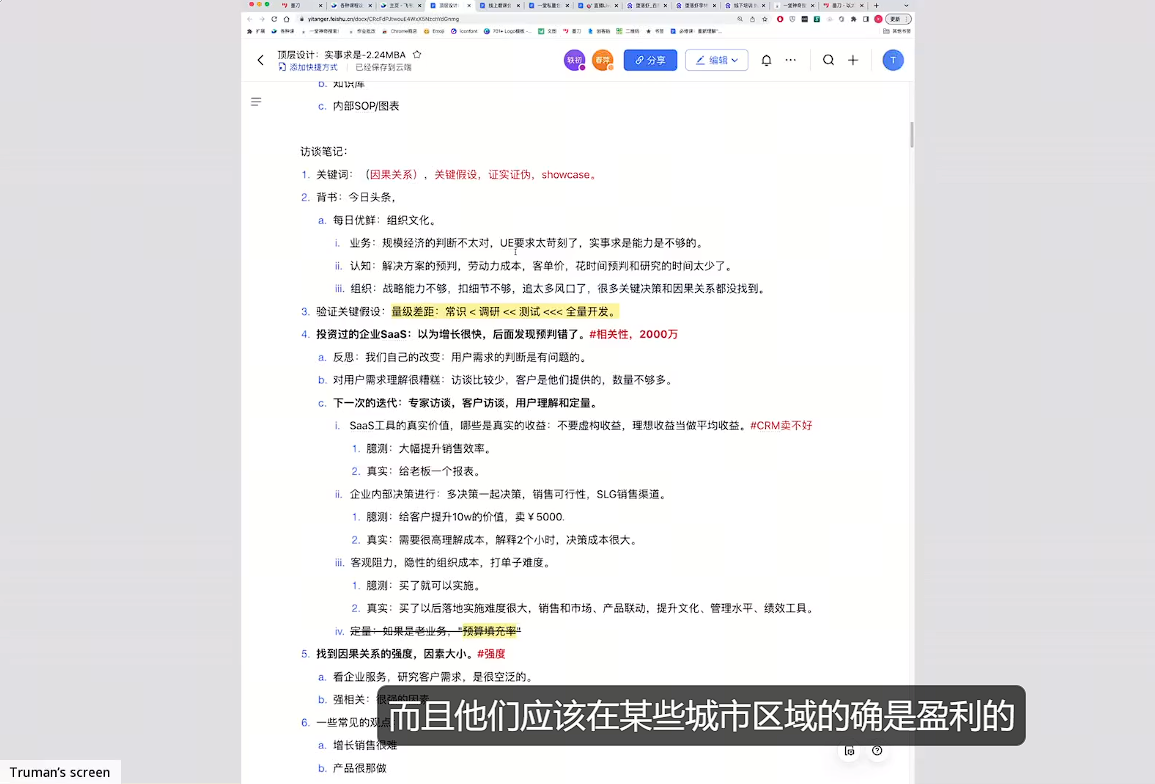 yitanger.feishu.cn/docx/
更新
顶层设计：实事求是-2.24MBA
添加快捷方式 已经保存到云端
铁初
春萍
分享
编辑
T
b. 知识库
c. 内部SOP/图表
访谈笔记：
1. 关键词：（因果关系），关键假设，证实证伪，showcase。
2. 背书：今日头条，
a. 每日优鲜：组织文化。
i. 业务：规模经济的判断不太对，UE要求太苛刻了，实事求是能力是不够的。
ii. 认知：解决方案的预判，劳动力成本，客单价，花时间预判和研究的时间太少了。
iii. 组织：战略能力不够，扣细节不够，追太多风口了，很多关键决策和因果关系都没找到。
3. 验证关键假设：量级差距：常识 < 调研 << 测试 <<< 全量开发。
4. 投资过的企业SaaS：以为增长很快，后面发现预判错了。#相关性，2000万
a. 反思：我们自己的改变：用户需求的判断是有问题的。
b. 对用户需求理解很糟糕：访谈比较少，客户是他们提供的，数量不够多。
c. 下一次的迭代：专家访谈，客户访谈，用户理解和定量。
i. SaaS工具的真实价值，哪些是真实的收益：不要虚构收益，理想收益当做平均收益。#CRM卖不好
1. 臆测：大幅提升销售效率。
2. 真实：给老板一个报表。
ii. 企业内部决策进行：多决策一起决策，销售可行性，SLG销售渠道。
1. 臆测：给客户提升10w的价值，卖￥5000.
2. 真实：需要很高理解成本，解释2个小时，决策成本很大。
iii. 客观阻力，隐性的组织成本，打单子难度。
1. 臆测：买了就可以实施。
2. 真实：买了以后落地实施难度很大，销售和市场、产品联动，提升文化、管理水平、绩效工具。
iv. 定量：如果是老业务，"预算填充率"
5. 找到因果关系的强度，因素大小。#强度
a. 看企业服务，研究客户需求，是很空泛的。
b. 强相关：很强的因素
6. 一些常见的观点
a. 增长销售很难
b. 产品很那做
而且他们应该在某些城市区域的确是盈利的
Truman's screen